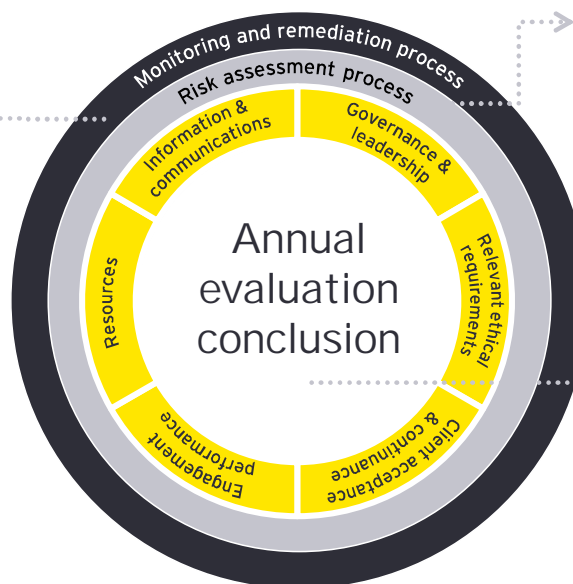 Monitoring and remediation process
Risk assessment process
Information &
communications
Governance &
leadership
Resources
Annual
evaluation
conclusion
Relevant ethical
requirements
Engagement
performance
Client acceptance
& continuance